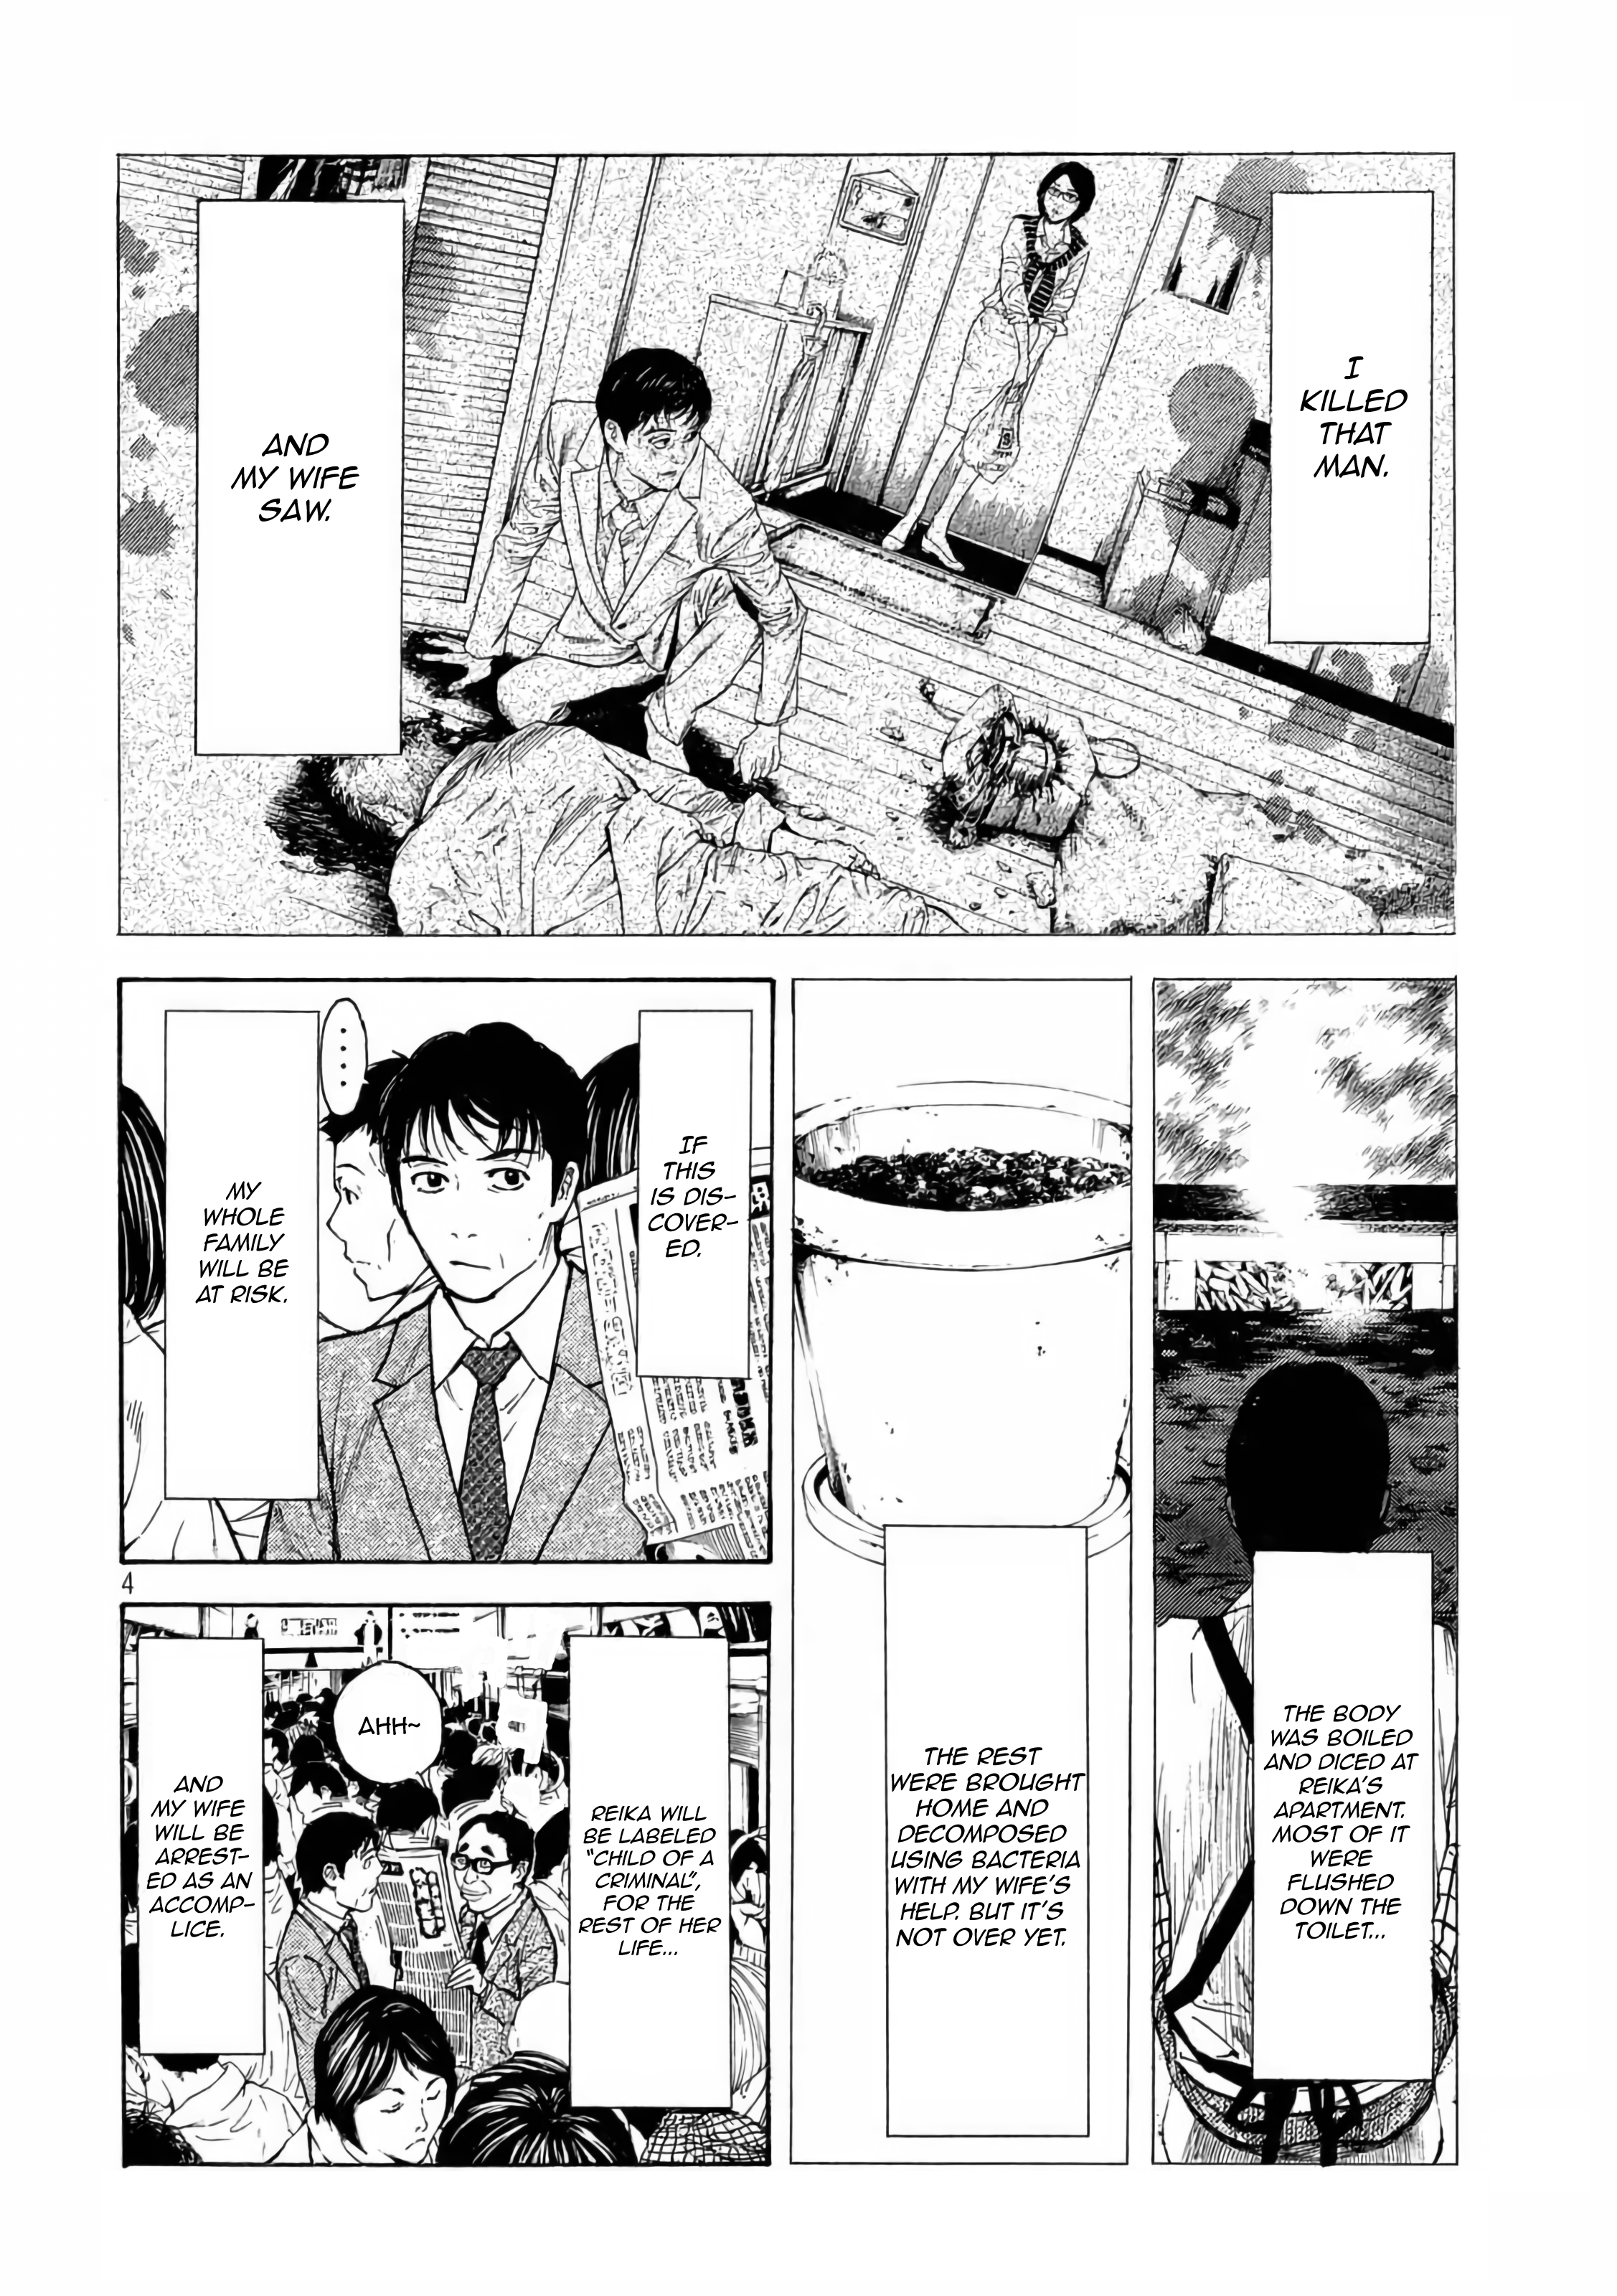 I
KILLED
THAT
MAN.
AND
MY WIFE
SAW.
THE BODY
WAS BOILED
AND DICED AT
REIKA'S
APARTMENT.
MOST OF IT
WERE
FLUSHED
DOWN THE
TOILET...
THE REST
WERE BROUGHT
HOME AND
DECOMPOSED
USING BACTERIA
WITH MY WIFE'S
HELP. BUT IT'S
NOT OVER YET.
IF
THIS
IS DIS-
COVER-
ED.
....
MY
WHOLE
FAMILY
WILL BE
AT RISK.
4
REIKA WILL
BE LABELED
"CHILD OF A
CRIMINAL",
FOR THE
REST OF HER
LIFE...
AHH~
AND
MY WIFE
WILL BE
ARREST-
ED AS AN
ACCOMP-
LICE.